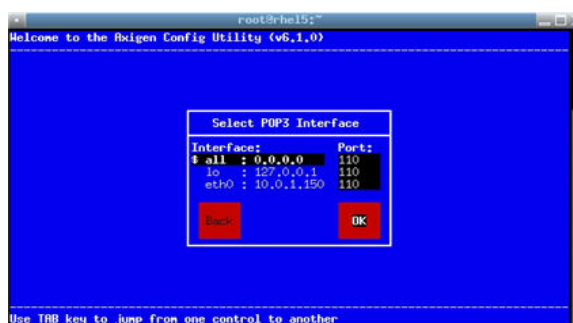 root@rhel5:~
Welcome to the Axigen Config Utility (v6.1.0)
Select POP3 Interface
Interface: Port:
* all : 0.0.0.0 110
lo : 127.0.0.1 110
eth0 : 10.0.1.150 110
Back OK
Use TAB key to jump from one control to another